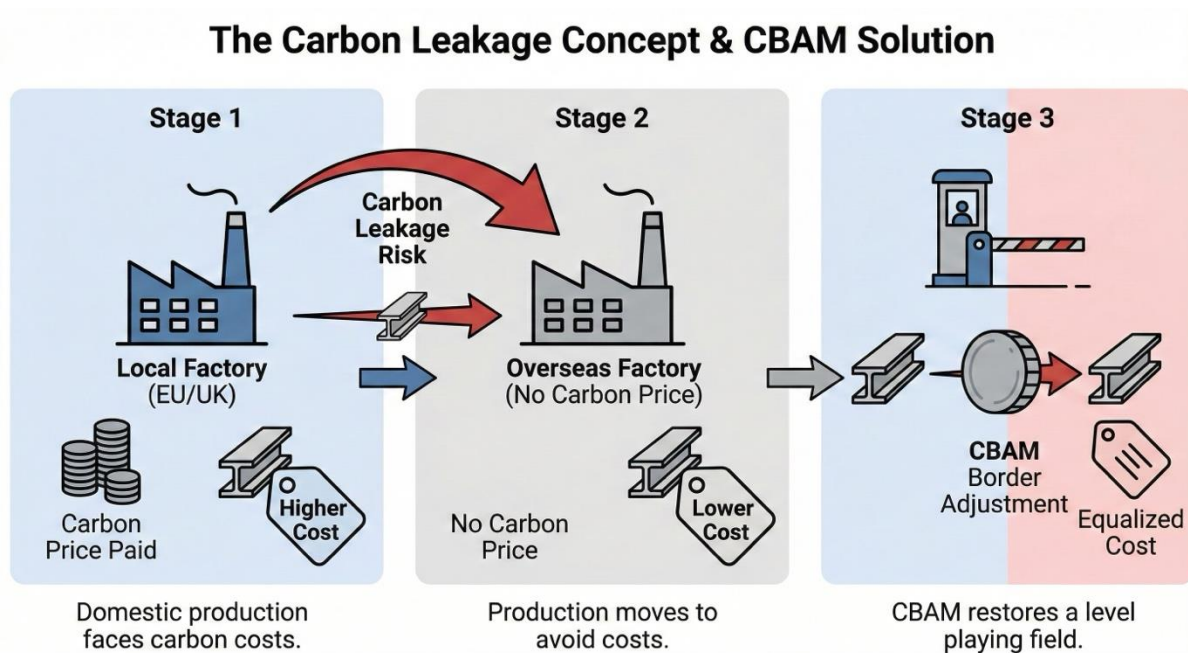 The Carbon Leakage Concept & CBAM Solution
Stage 1
Carbon
Leakage
Risk
Local Factory
(EU/UK)
Carbon
Price Paid
Higher
Cost
Domestic production
faces carbon costs.
Stage 2
Overseas Factory
(No Carbon Price)
No Carbon
Price
Lower
Cost
Production moves to
avoid costs.
Stage 3
CBAM
Border
Adjustment
Equalized
Cost
CBAM restores a level
playing field.